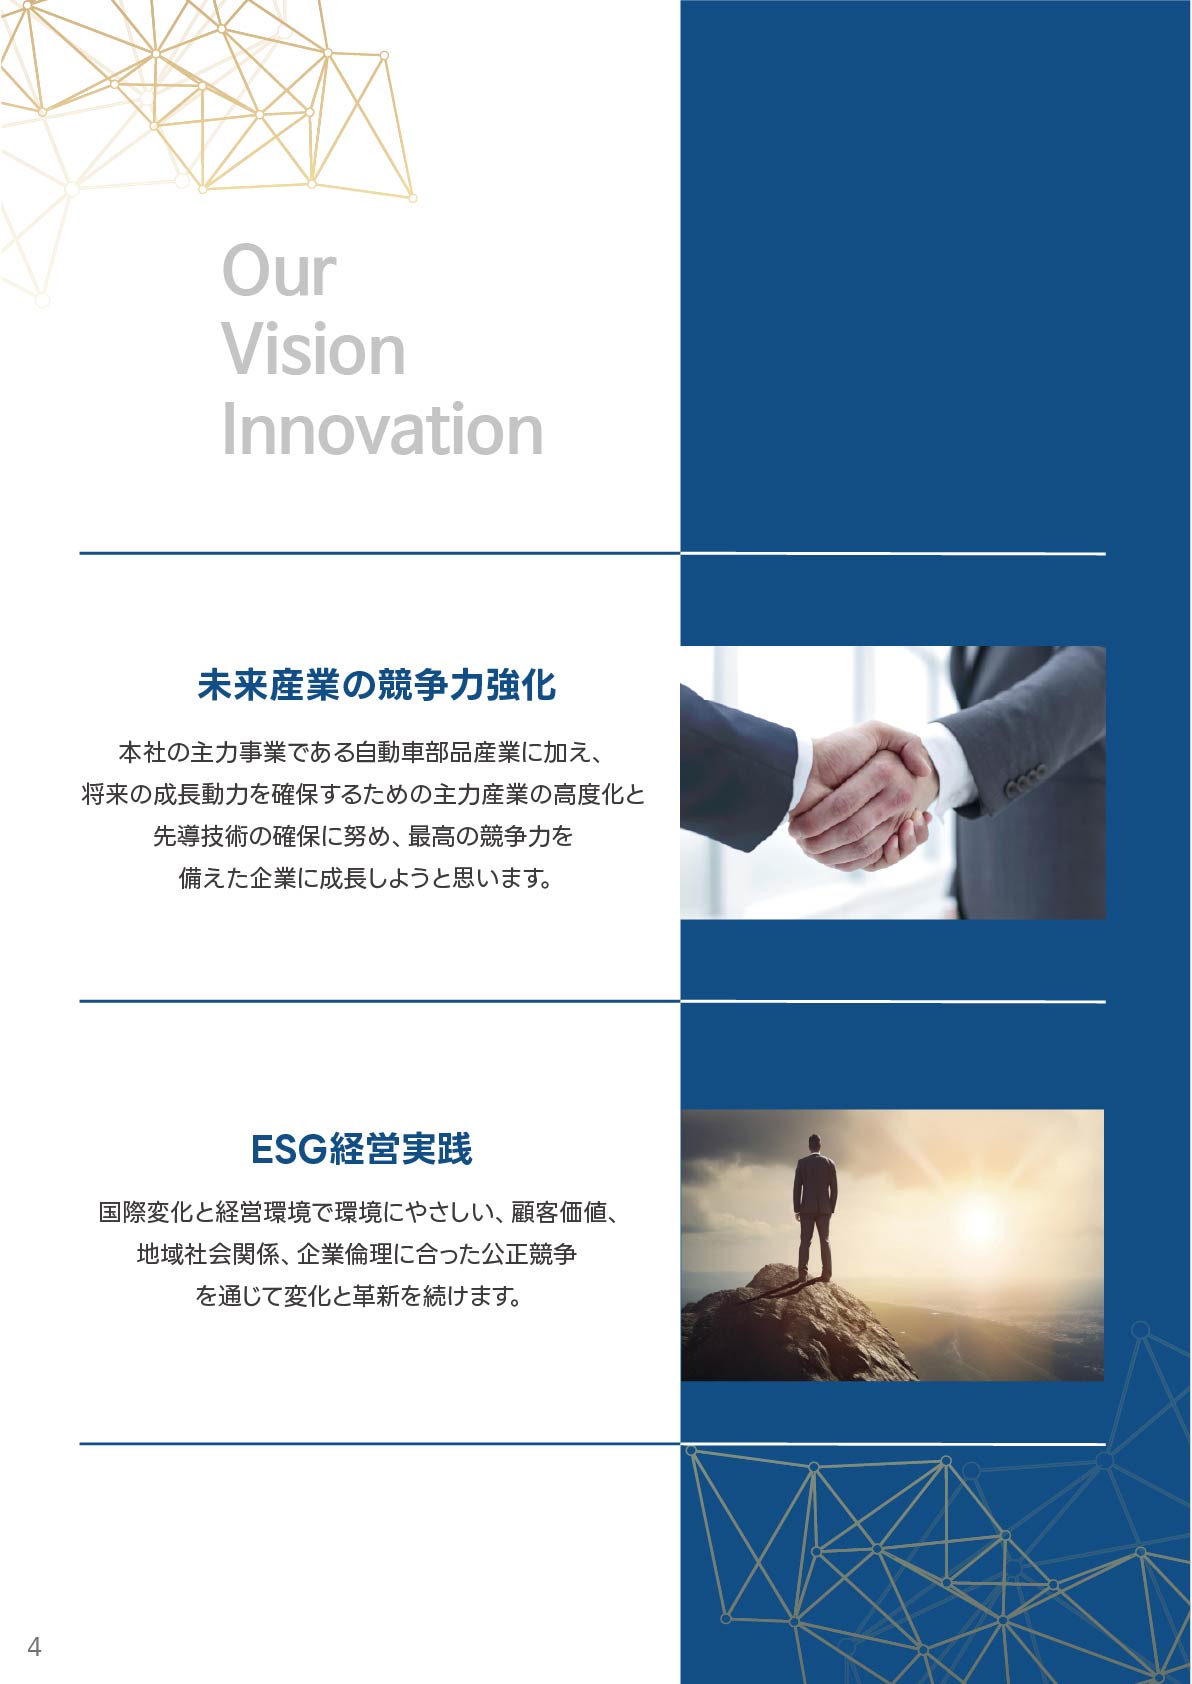 Our
Vision
Innovation
未来産業の競争力強化
本社の主力事業である自動車部品産業に加え、
将来の成長動力を確保するための主力産業の高度化と
先導技術の確保に努め、最高の競争力を
備えた企業に成長しようと思います。
ESG経営実践
国際変化と経営環境で環境にやさしい、顧客価値、
地域社会関係、企業倫理に合った公正競争
を通じて変化と革新を続けます。
4